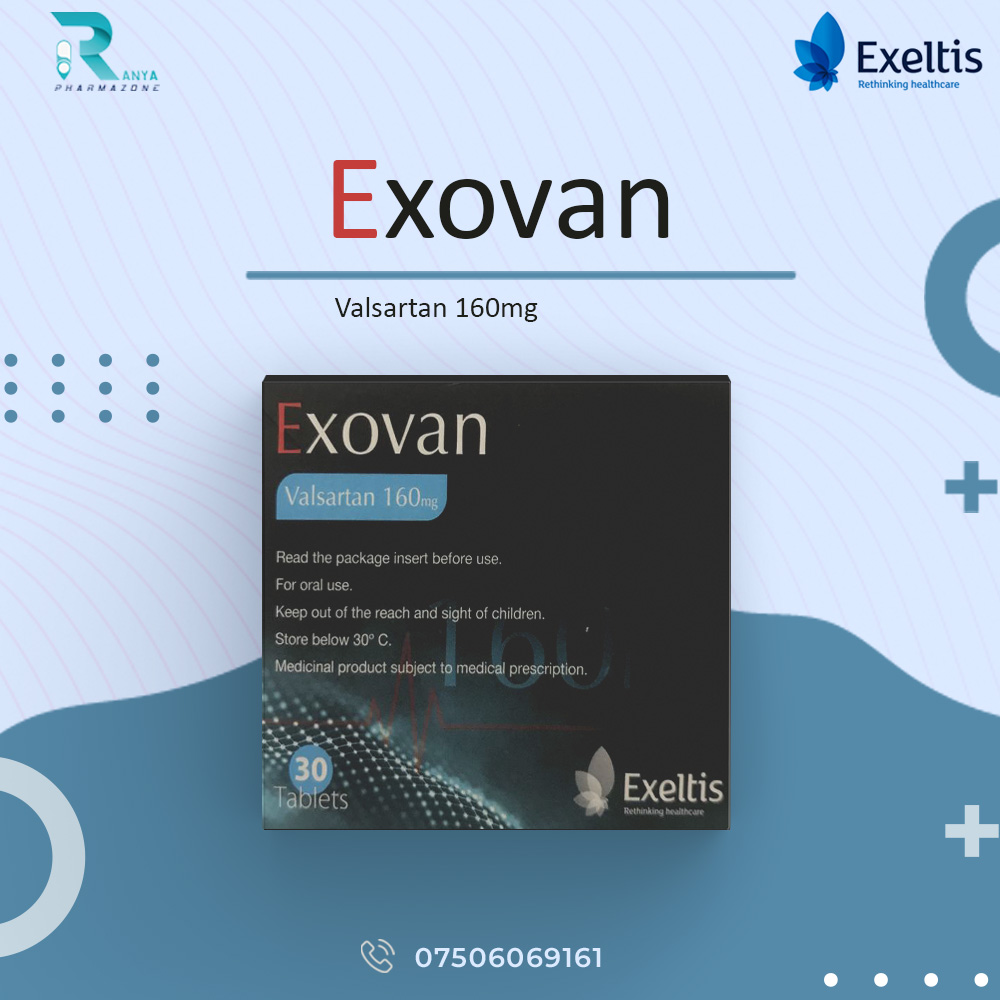 RANYA
PHARMAZONE
Exeltis
Rethinking healthcare
Exovan
Valsartan 160mg
Exovan
Valsartan 160mg
Read the package insert before use.
For oral use.
Keep out of the reach and sight of children.
Store below 30º C.
Medicinal product subject to medical prescription.
160
30
Tablets
Exeltis
Rethinking healthcare
07506069161